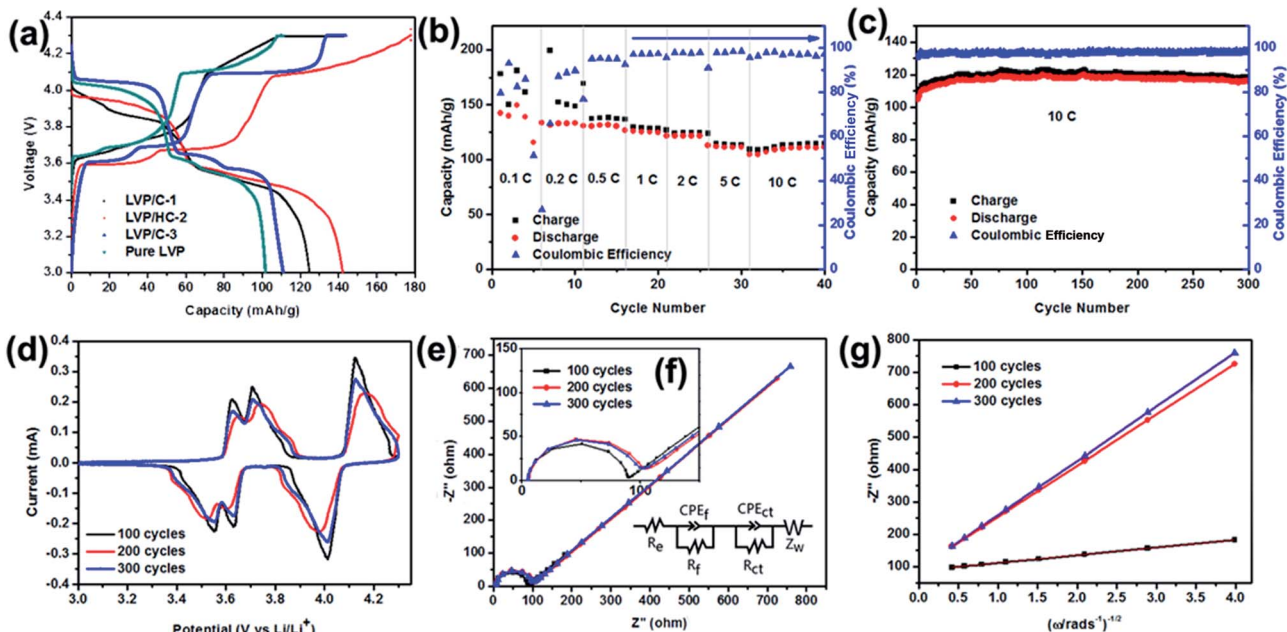 (a)
4.3
4.2
4.0
3.8
3.6
3.4
3.2
3.0
Voltage (V)
LVP/C-1
LVP/HC-2
LVP/C-3
Pure LVP
0 20 40 60 80 100 120 140 160 180
Capacity (mAh/g)
(b)
200
150
100
50
0
Capacity (mAh/g)
0.1 C 0.2 C 0.5 C 1 C 2 C 5 C 10 C
Charge
Discharge
Coulombic Efficiency
0 10 20 30 40
Cycle Number
100
80
60
40
20
0
Coulombic Efficiency (%)
(c)
140
120
100
80
60
40
20
0
Capacity (mAh/g)
10 C
Charge
Discharge
Coulombic Efficiency
0 50 100 150 200 250 300
Cycle Number
100
80
60
40
20
0
Coulombic Efficiency (%)
(d)
0.4
0.3
0.2
0.1
0.0
-0.1
-0.2
-0.3
-0.4
Current (mA)
100 cycles
200 cycles
300 cycles
3.0 3.2 3.4 3.6 3.8 4.0 4.2
Potential (V vs Li/Li+)
(e)
700
600
500
400
300
200
100
0
-Z'' (ohm)
(f)
150
100
50
0
0 100
100 cycles
200 cycles
300 cycles
CPEf CPEct
Re Rf Rct Zw
0 100 200 300 400 500 600 700 800
Z'' (ohm)
(g)
800
700
600
500
400
300
200
100
-Z'' (ohm)
100 cycles
200 cycles
300 cycles
0.0 0.5 1.0 1.5 2.0 2.5 3.0 3.5 4.0
(ω/rads-1)-1/2